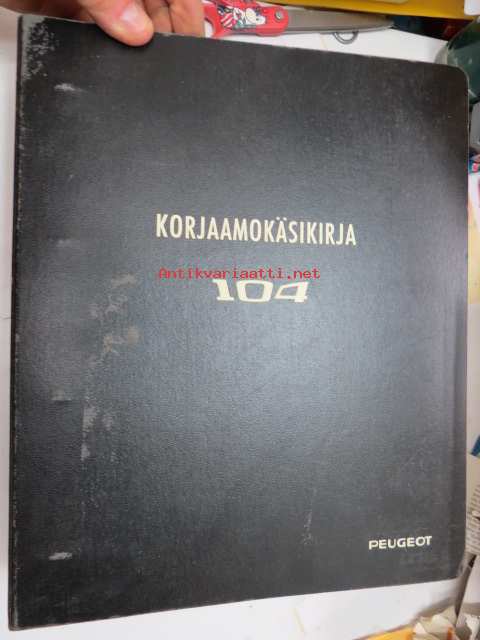 KORJAAMOKÄSIKIRJA
Antikvariaatti.net
104
PEUGEOT